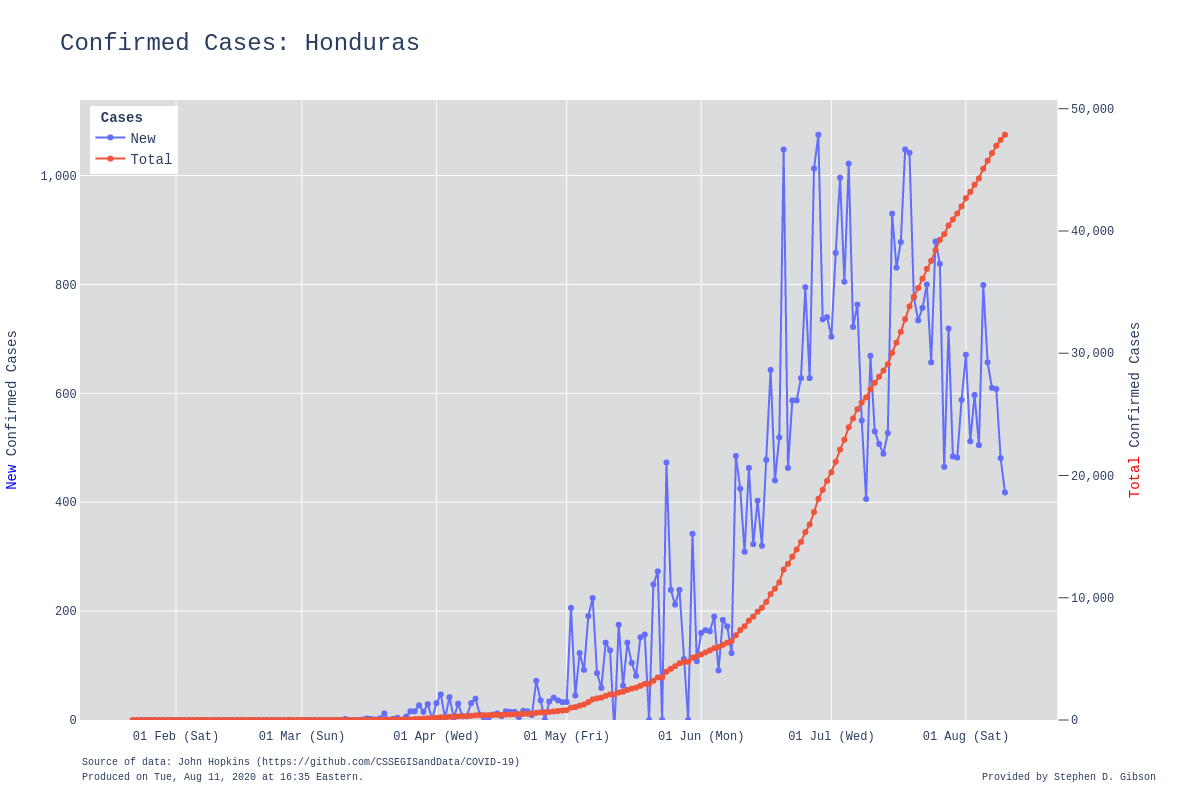 Confirmed Cases: Honduras
Cases
New
Total
1,000
800
600
400
200
0
New Confirmed Cases
50,000
40,000
30,000
20,000
10,000
0
Total Confirmed Cases
01 Feb (Sat) 01 Mar (Sun) 01 Apr (Wed) 01 May (Fri) 01 Jun (Mon) 01 Jul (Wed) 01 Aug (Sat)
Source of data: John Hopkins (https://github.com/CSSEGISandData/COVID-19)
Produced on Tue, Aug 11, 2020 at 16:35 Eastern.
Provided by Stephen D. Gibson